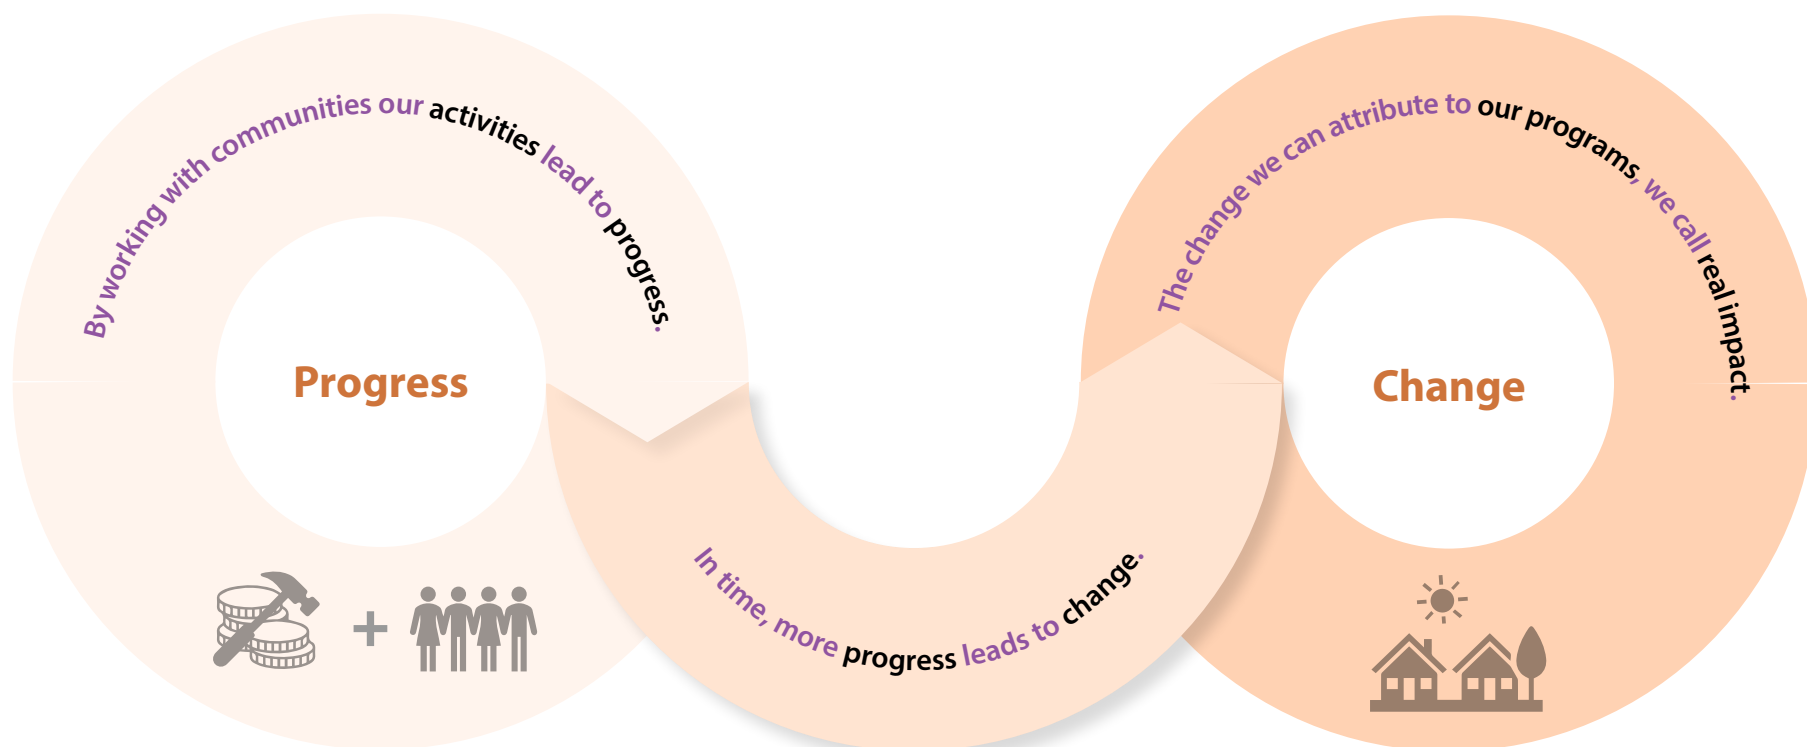 By working with communities our activities lead to progress.
Progress
In time, more progress leads to change.
The change we can attribute to our programs, we call real impact.
Change
+